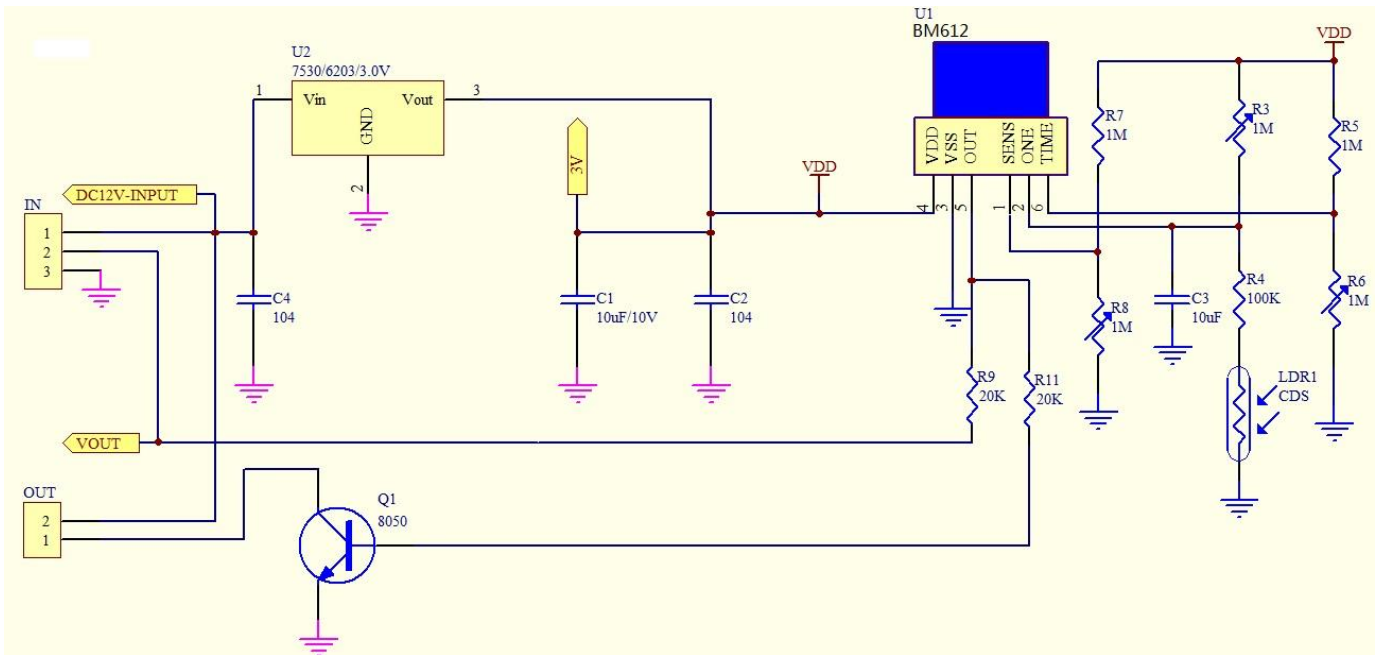 U1
BM612
VDD
U2
7530/6203/3.0V
1
Vin
Vout
3
GND
2
3V
VDD
VDD
VSS
OUT
SENS
ONE
TIME
4
3
5
1
2
6
R7
1M
R3
1M
R5
1M
DC12V-INPUT
IN
1
2
3
C4
104
C1
10uF/10V
C2
104
R8
1M
C3
10uF
R4
100K
R6
1M
R9
20K
R11
20K
LDR1
CDS
VOUT
OUT
2
1
Q1
8050